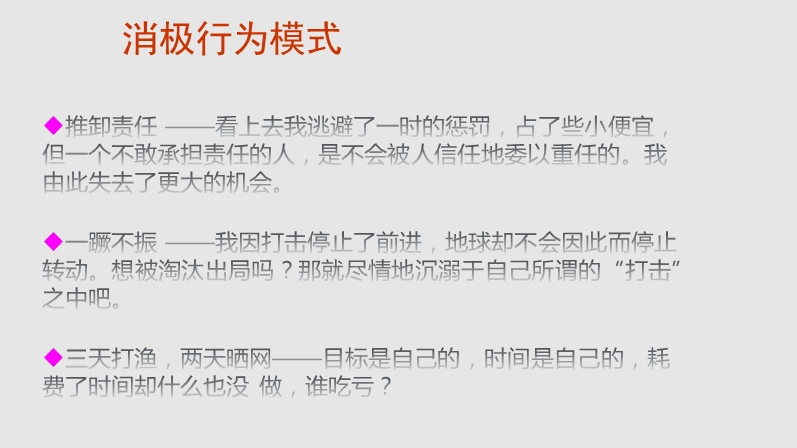 消极行为模式
◆推卸责任 ——看上去我逃避了一时的惩罚，占了些小便宜，
但一个不敢承担责任的人，是不会被人信任地委以重任的。我
由此失去了更大的机会。
◆一蹶不振 ——我因打击停止了前进，地球却不会因此而停止
转动。想被淘汰出局吗？那就尽情地沉溺于自己所谓的“打击”
之中吧。
◆三天打渔，两天晒网——目标是自己的，时间是自己的，耗
费了时间却什么也没 做，谁吃亏？